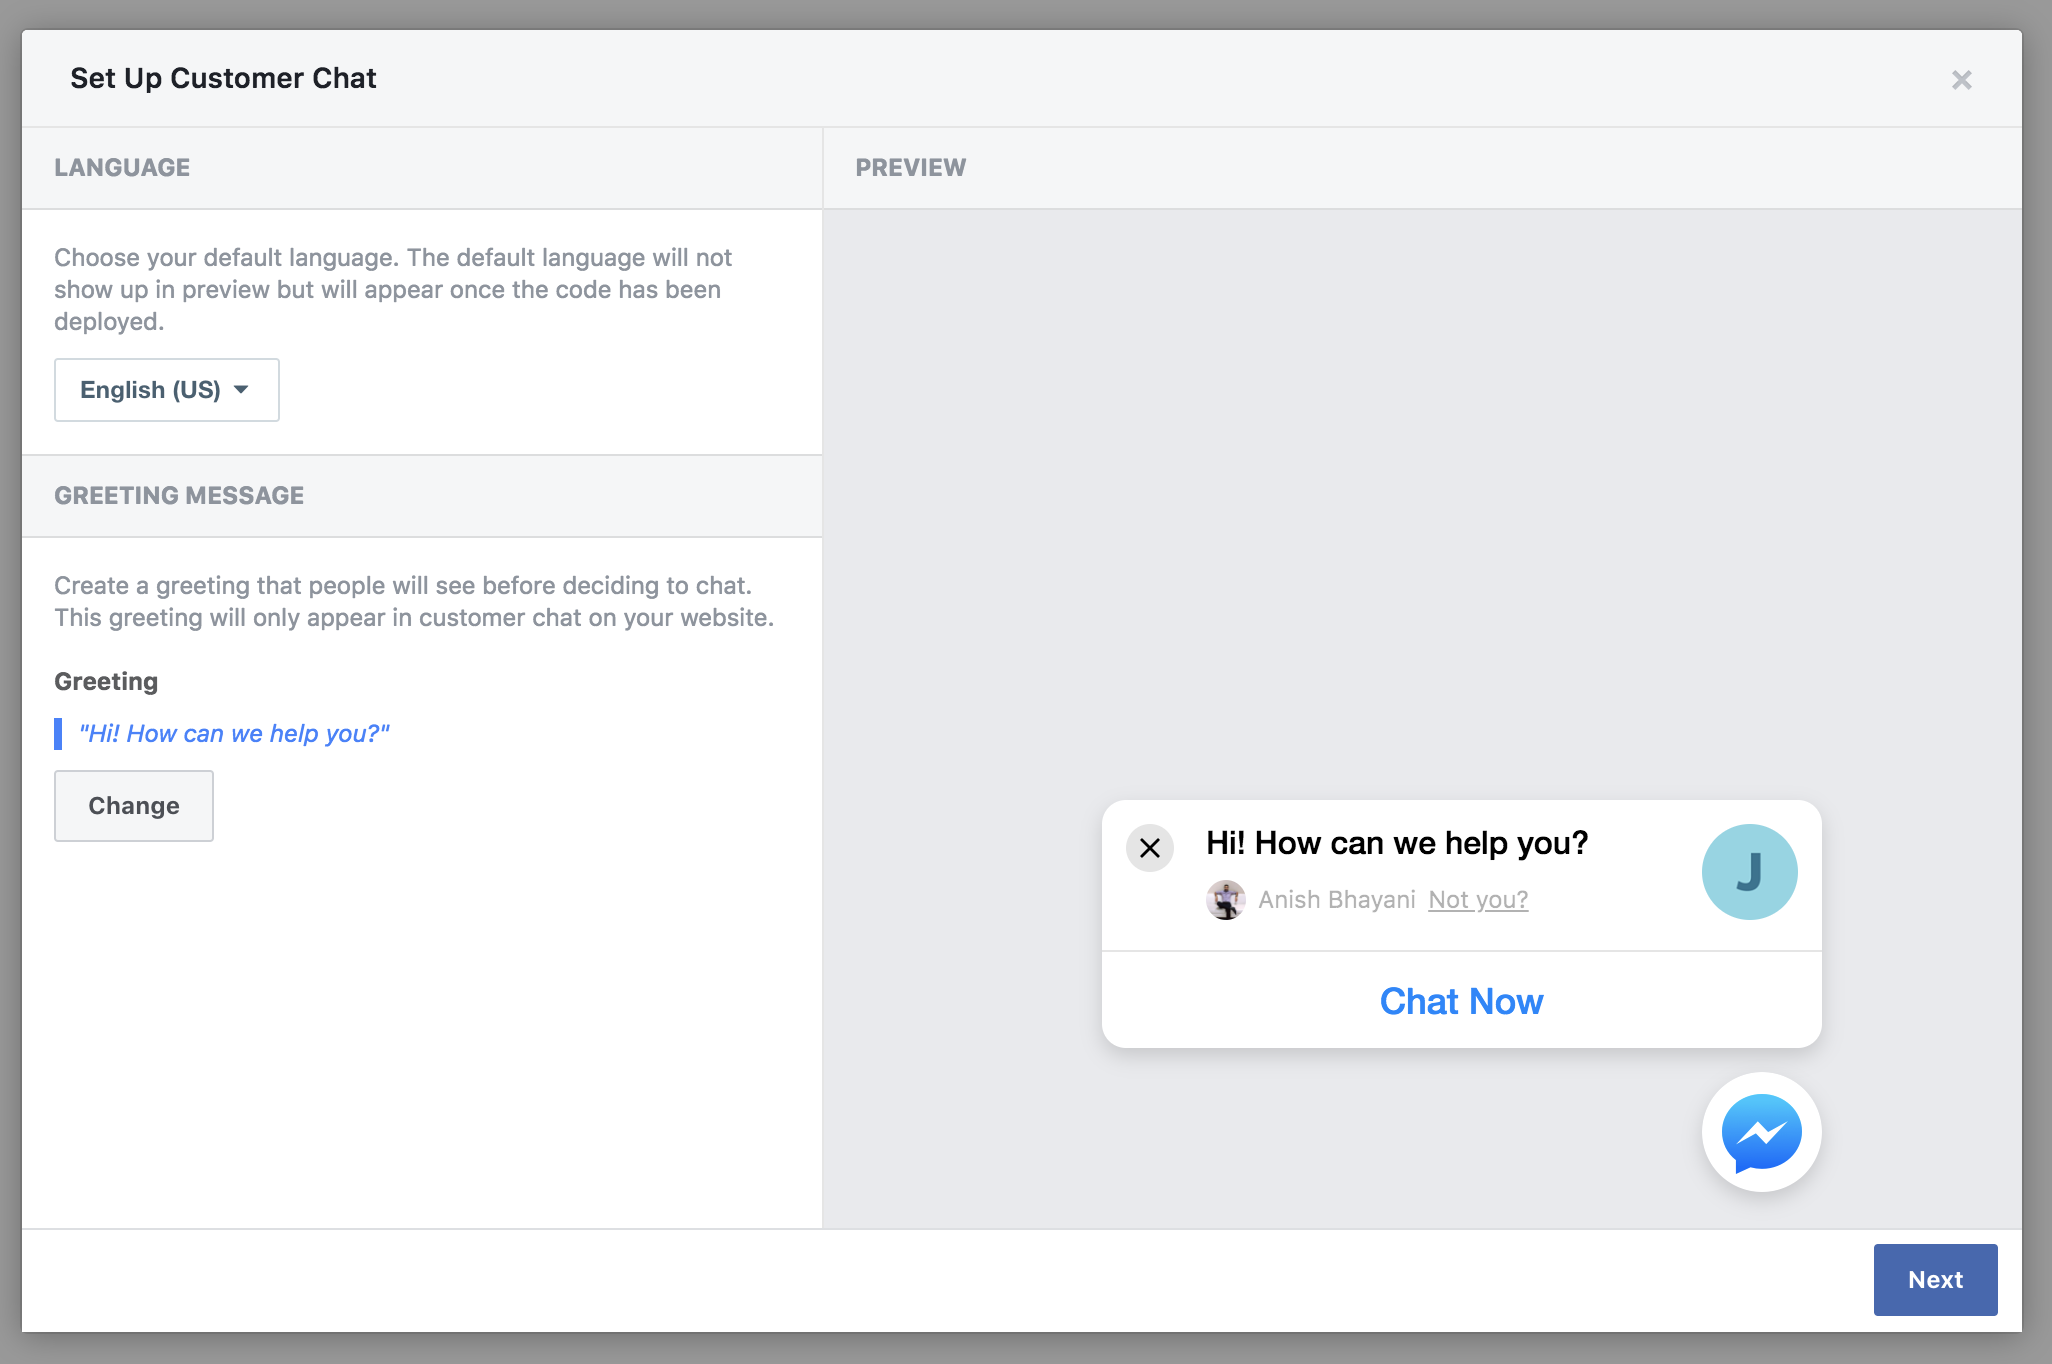 Set Up Customer Chat
LANGUAGE
Choose your default language. The default language will not
show up in preview but will appear once the code has been
deployed.
English (US)
GREETING MESSAGE
Create a greeting that people will see before deciding to chat.
This greeting will only appear in customer chat on your website.
Greeting
"Hi! How can we help you?"
Change
PREVIEW
Hi! How can we help you?
Anish Bhayani Not you?
J
Chat Now
Next